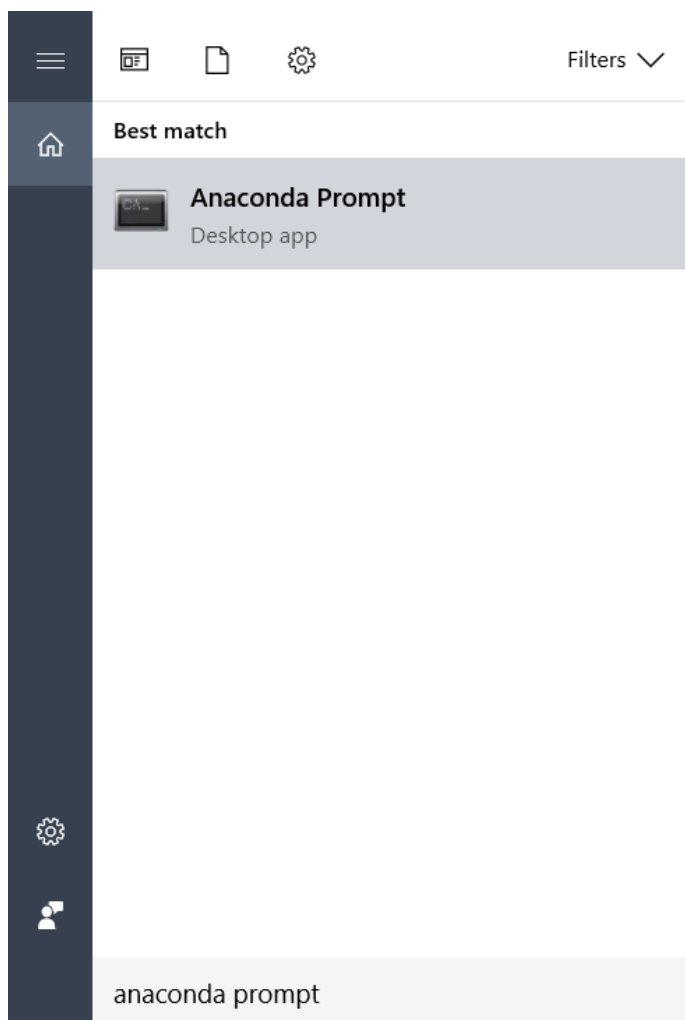 Filters
Best match
Anaconda Prompt
Desktop app
anaconda prompt